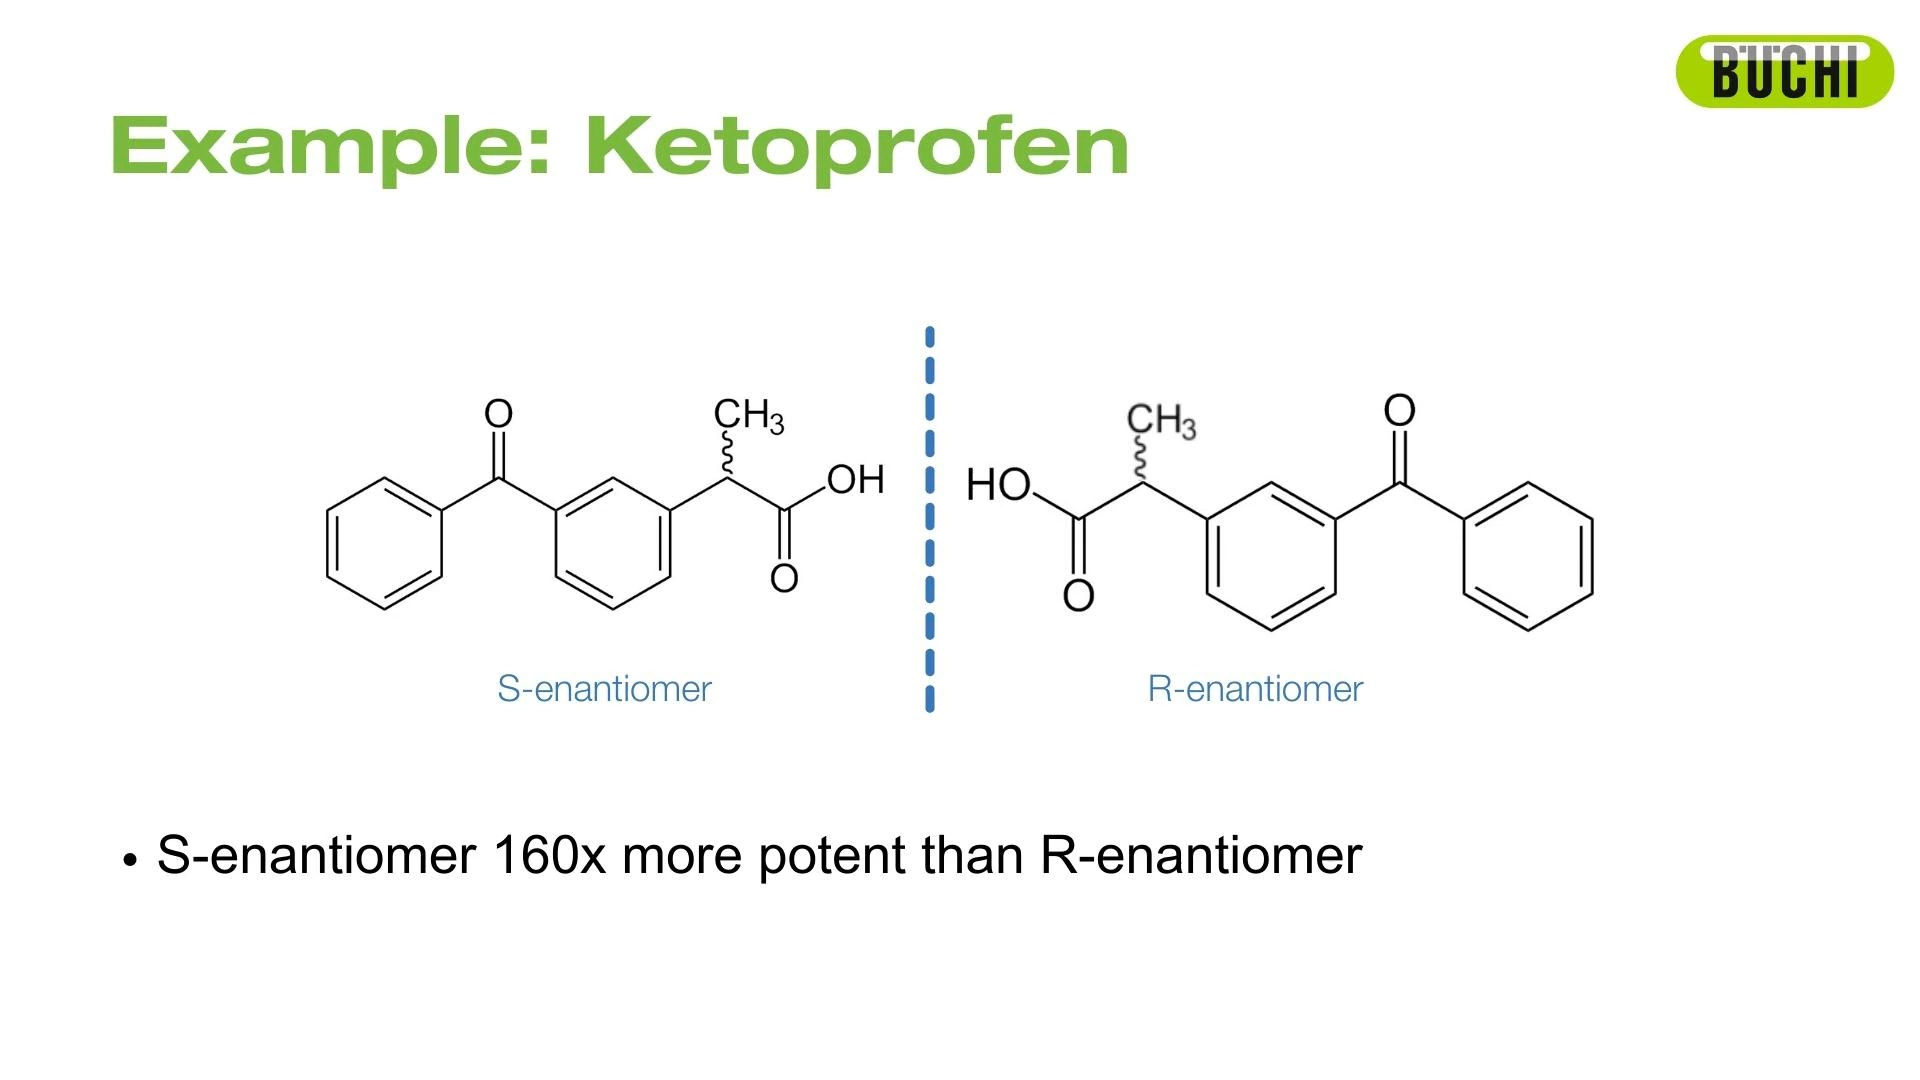 BUCHI
Example: Ketoprofen
O
CH3
OH
O
CH3
HO
O
O
S-enantiomer
R-enantiomer
• S-enantiomer 160x more potent than R-enantiomer